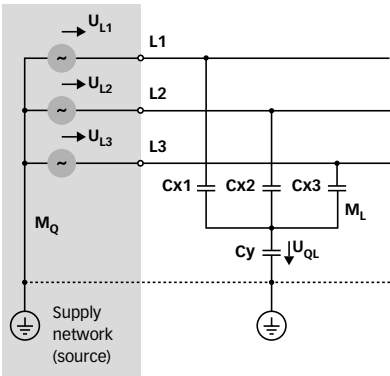 U_L1
L1
~
U_L2
L2
~
U_L3
L3
~
Cx1 Cx2 Cx3
M_Q
M_L
Cy U_QL
Supply
network
(source)